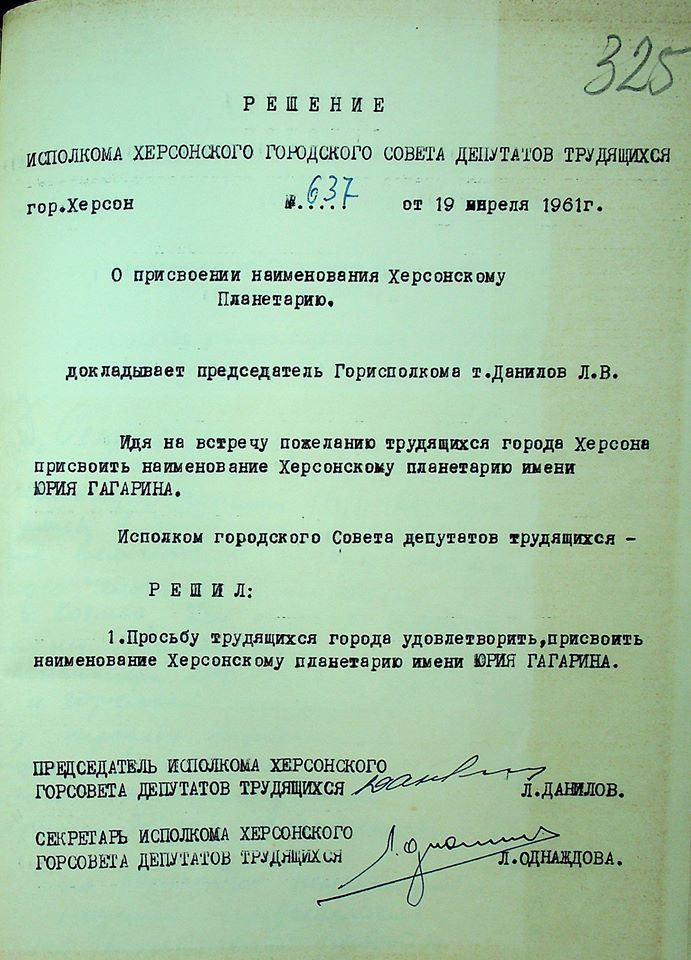 325
РЕШЕНИЕ
ИСПОЛКОМА ХЕРСОНСКОГО ГОРОДСКОГО СОВЕТА ДЕПУТАТОВ ТРУДЯЩИХСЯ
гор.Херсон №.637.. от 19 апреля 1961г.
О присвоении наименования Херсонскому
Планетарию.
докладывает председатель Горисполкома т.Данилов Л.В.
Идя на встречу пожеланию трудящихся города Херсона
присвоить наименование Херсонскому планетарию имени
ЮРИЯ ГАГАРИНА.
Исполком городского Совета депутатов трудящихся –
РЕШИЛ:
1.Просьбу трудящихся города удовлетворить,присвоить
наименование Херсонскому планетарию имени ЮРИЯ ГАГАРИНА.
ПРЕДСЕДАТЕЛЬ ИСПОЛКОМА ХЕРСОНСКОГО
ГОРСОВЕТА ДЕПУТАТОВ ТРУДЯЩИХСЯ Л.ДАНИЛОВ.
СЕКРЕТАРЬ ИСПОЛКОМА ХЕРСОНСКОГО
ГОРСОВЕТА ДЕПУТАТОВ ТРУДЯЩИХСЯ Л.ОДНАЖДОВА.